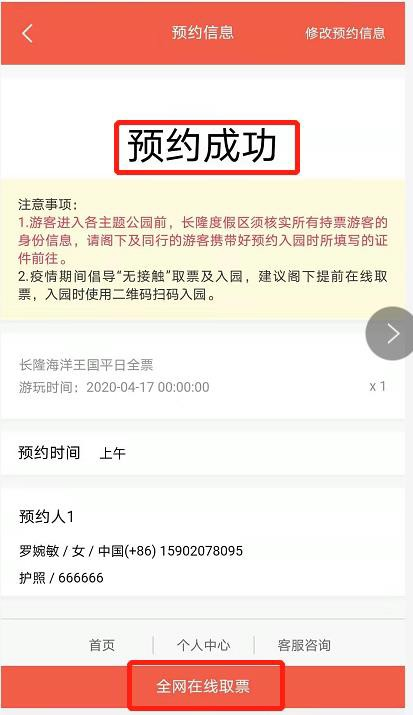 预约信息
修改预约信息
预约成功
注意事项：
1.游客进入各主题公园前，长隆度假区须核实所有持票游客的
身份信息，请阁下及同行的游客携带好预约入园时所填写的证
件前往。
2.疫情期间倡导“无接触”取票及入园，建议阁下提前在线取
票，入园时使用二维码扫码入园。
长隆海洋王国平日全票
游玩时间：2020-04-17 00:00:00
x 1
预约时间 上午
预约人1
罗婉敏 / 女 / 中国(+86) 15902078095
护照 / 666666
首页
个人中心
客服咨询
全网在线取票